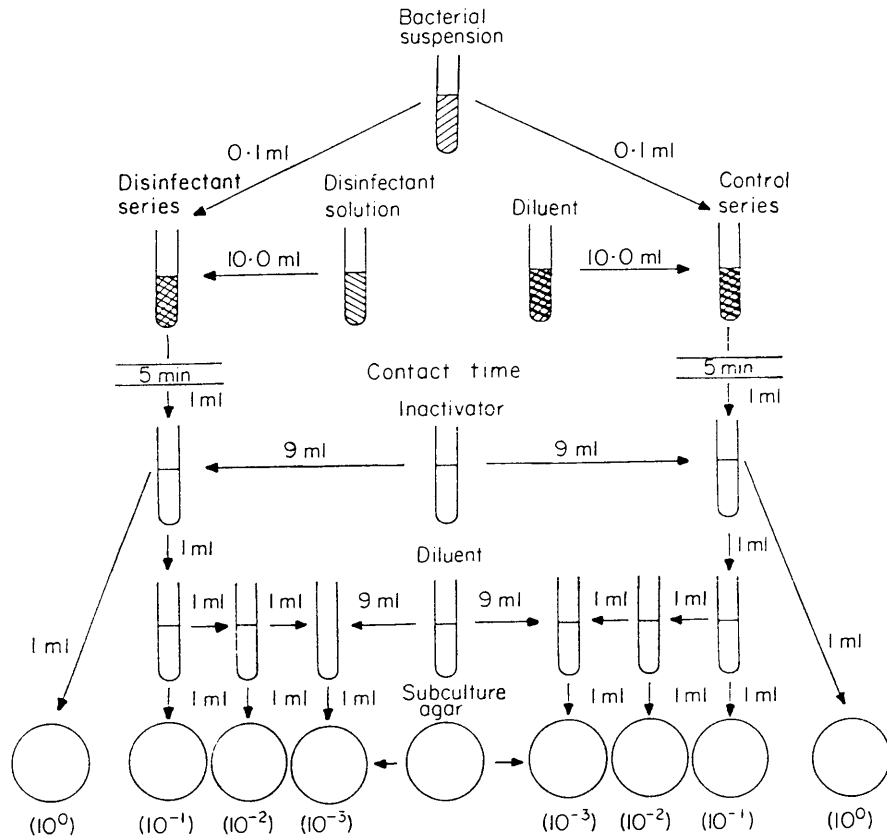 Bacterial
suspension
0·1 ml
0·1 ml
Disinfectant
series
Disinfectant
solution
Diluent
Control
series
10·0 ml
10·0 ml
5 min
Contact time
5 min
1 ml
1 ml
Inactivator
9 ml
9 ml
1 ml
1 ml
Diluent
1 ml
1 ml
9 ml
9 ml
1 ml
1 ml
1 ml
1 ml
1 ml
1 ml
1 ml
Subculture
agar
1 ml
1 ml
1 ml
(10⁰)
(10⁻¹)
(10⁻²)
(10⁻³)
(10⁻³)
(10⁻²)
(10⁻¹)
(10⁰)